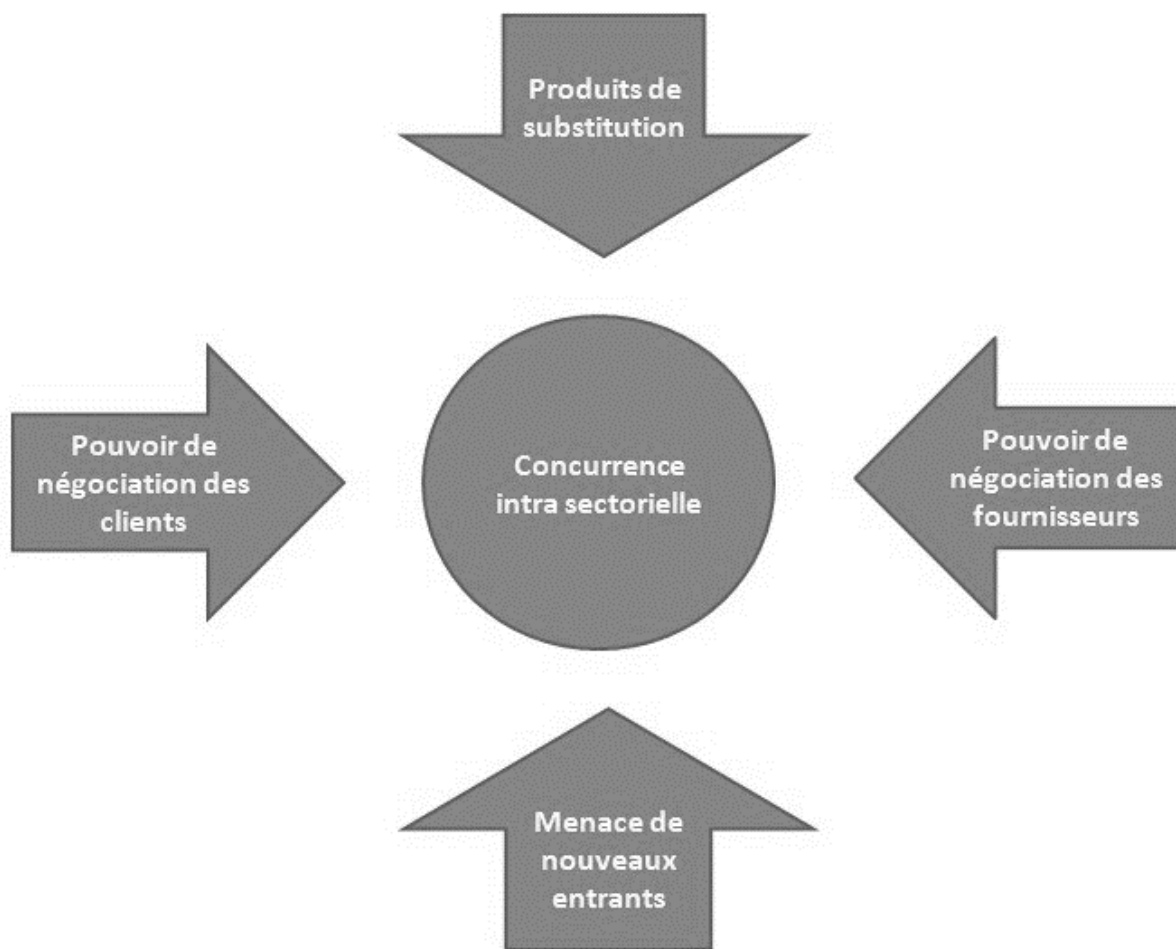 Produits de
substitution
Pouvoir de
négociation des
clients
Concurrence
intra sectorielle
Pouvoir de
négociation des
fournisseurs
Menace de
nouveaux
entrants